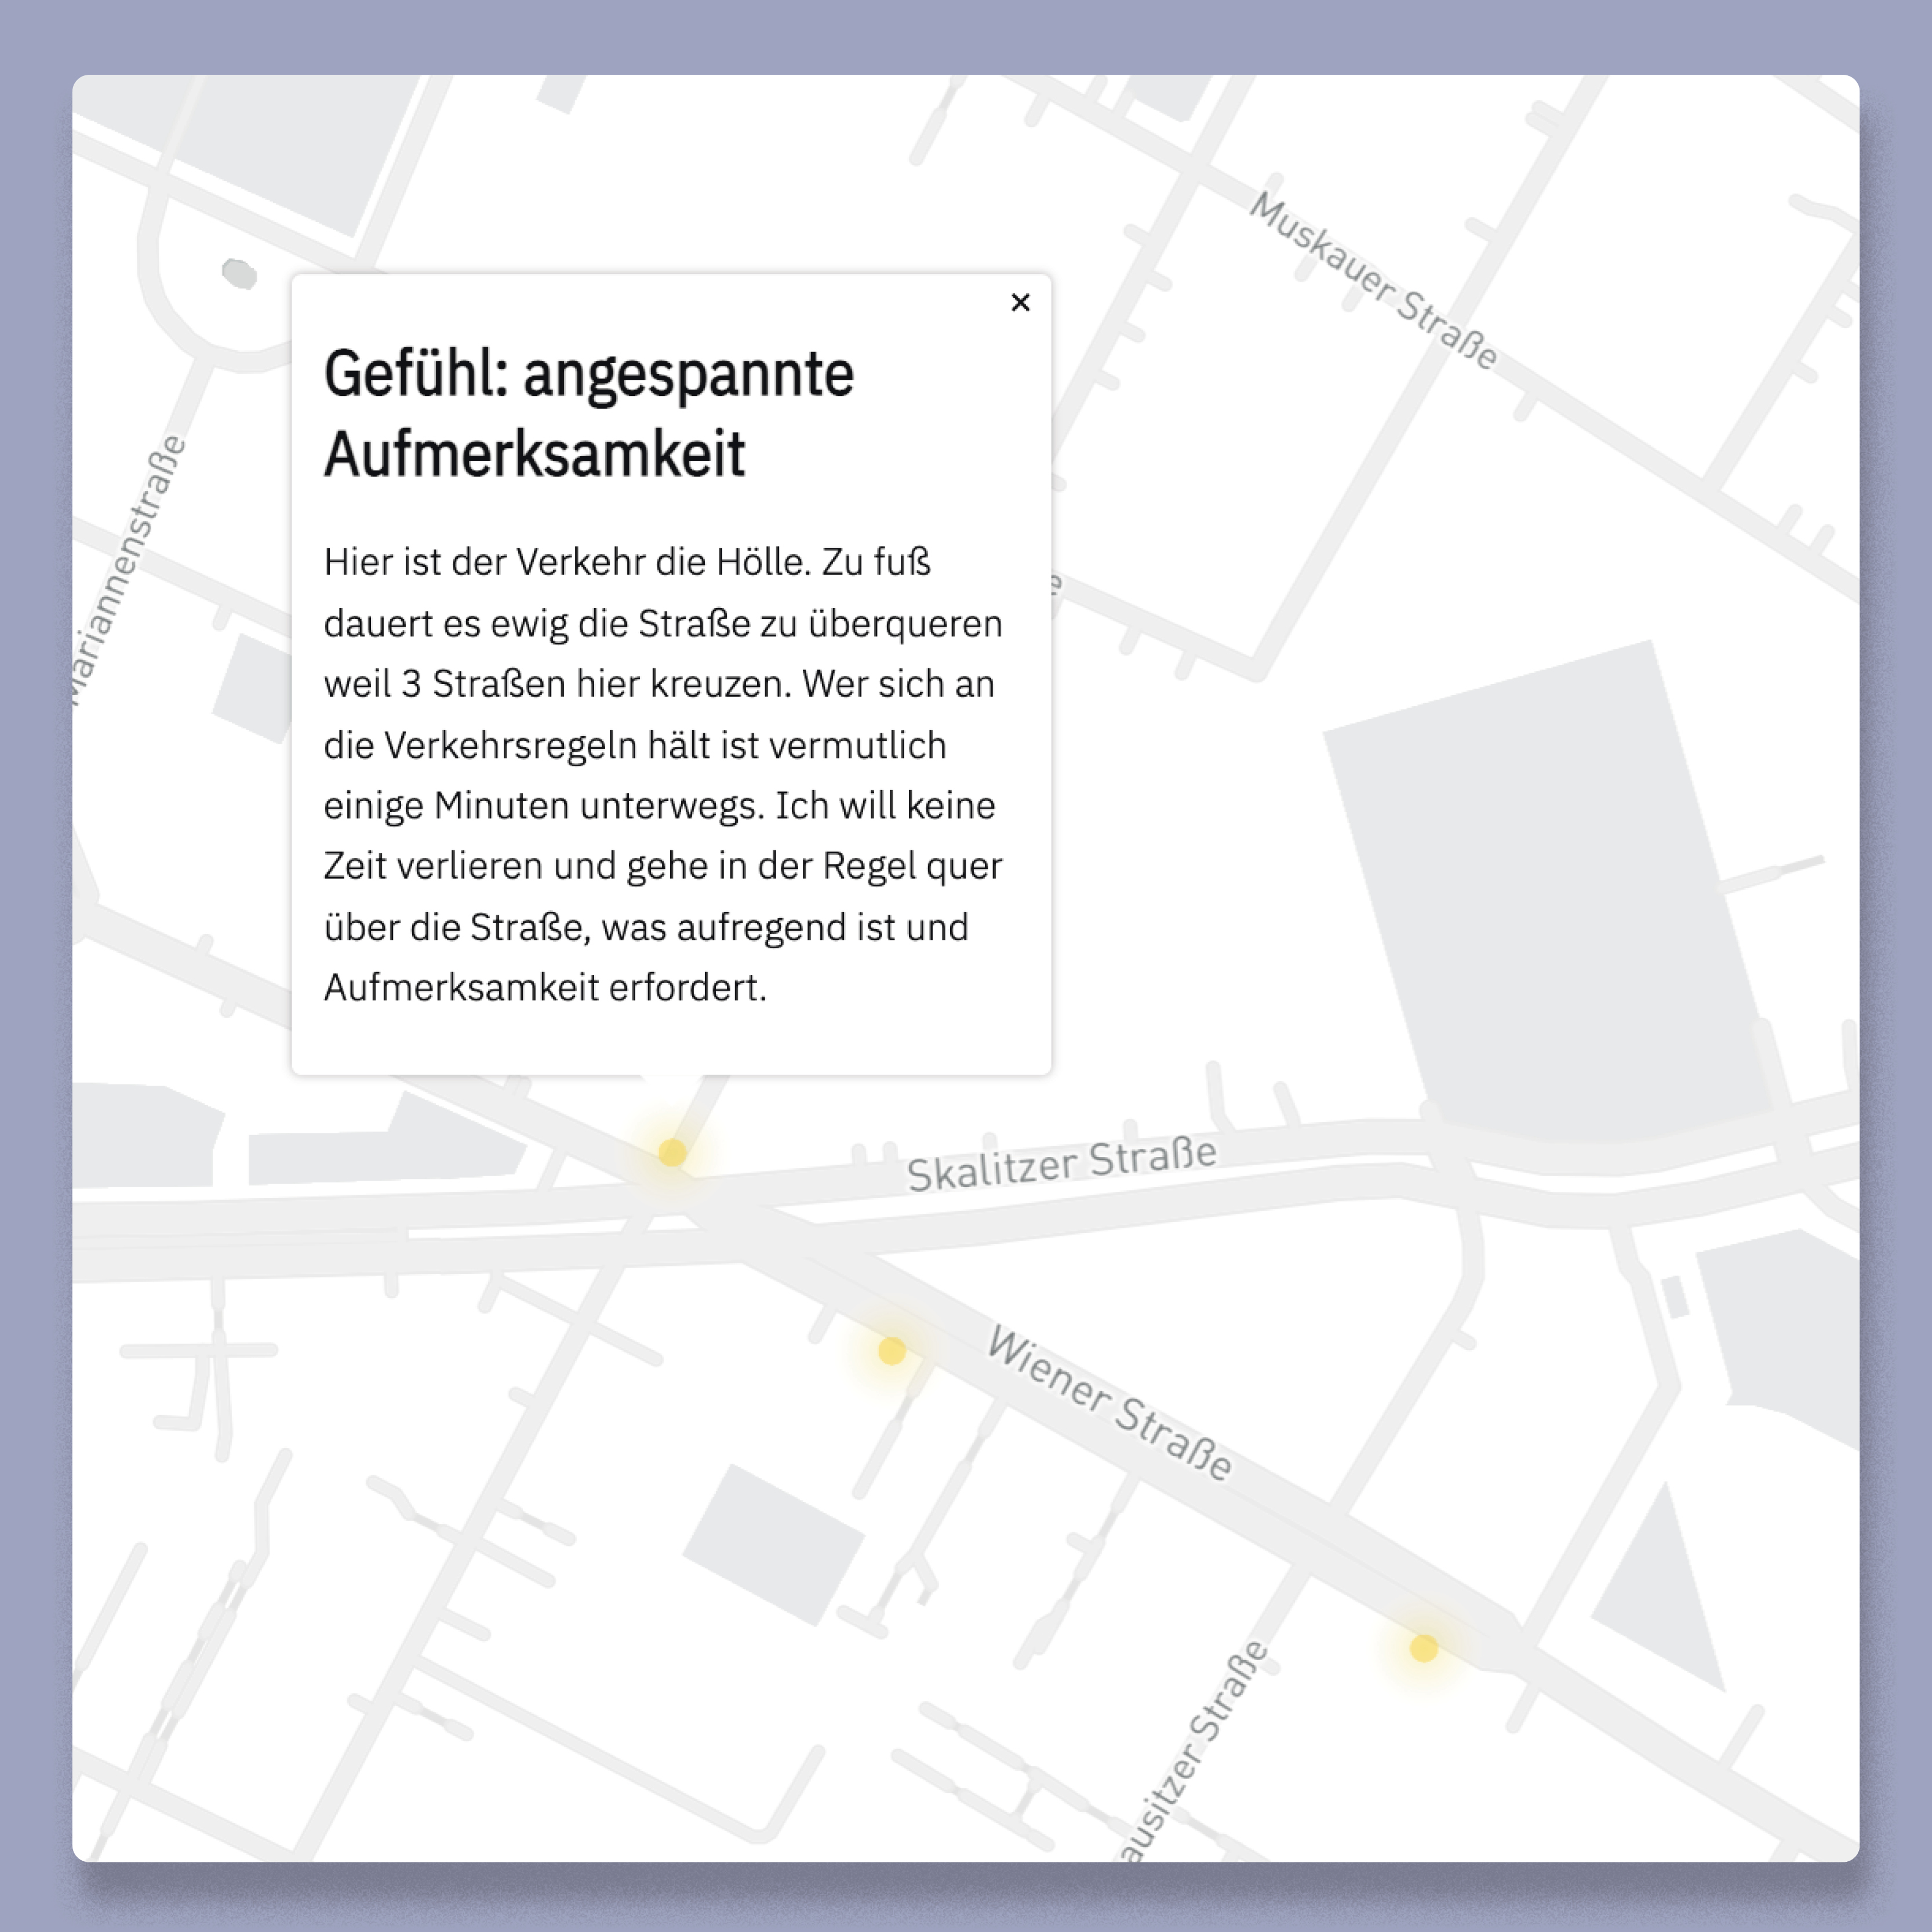 Muskauer Straße
×
Gefühl: angespannte
Aufmerksamkeit
Mariannenstraße
Hier ist der Verkehr die Hölle. Zu fuß
dauert es ewig die Straße zu überqueren
weil 3 Straßen hier kreuzen. Wer sich an
die Verkehrsregeln hält ist vermutlich
einige Minuten unterwegs. Ich will keine
Zeit verlieren und gehe in der Regel quer
über die Straße, was aufregend ist und
Aufmerksamkeit erfordert.
e
Skalitzer Straße
Wiener Straße
ausitzer Straße